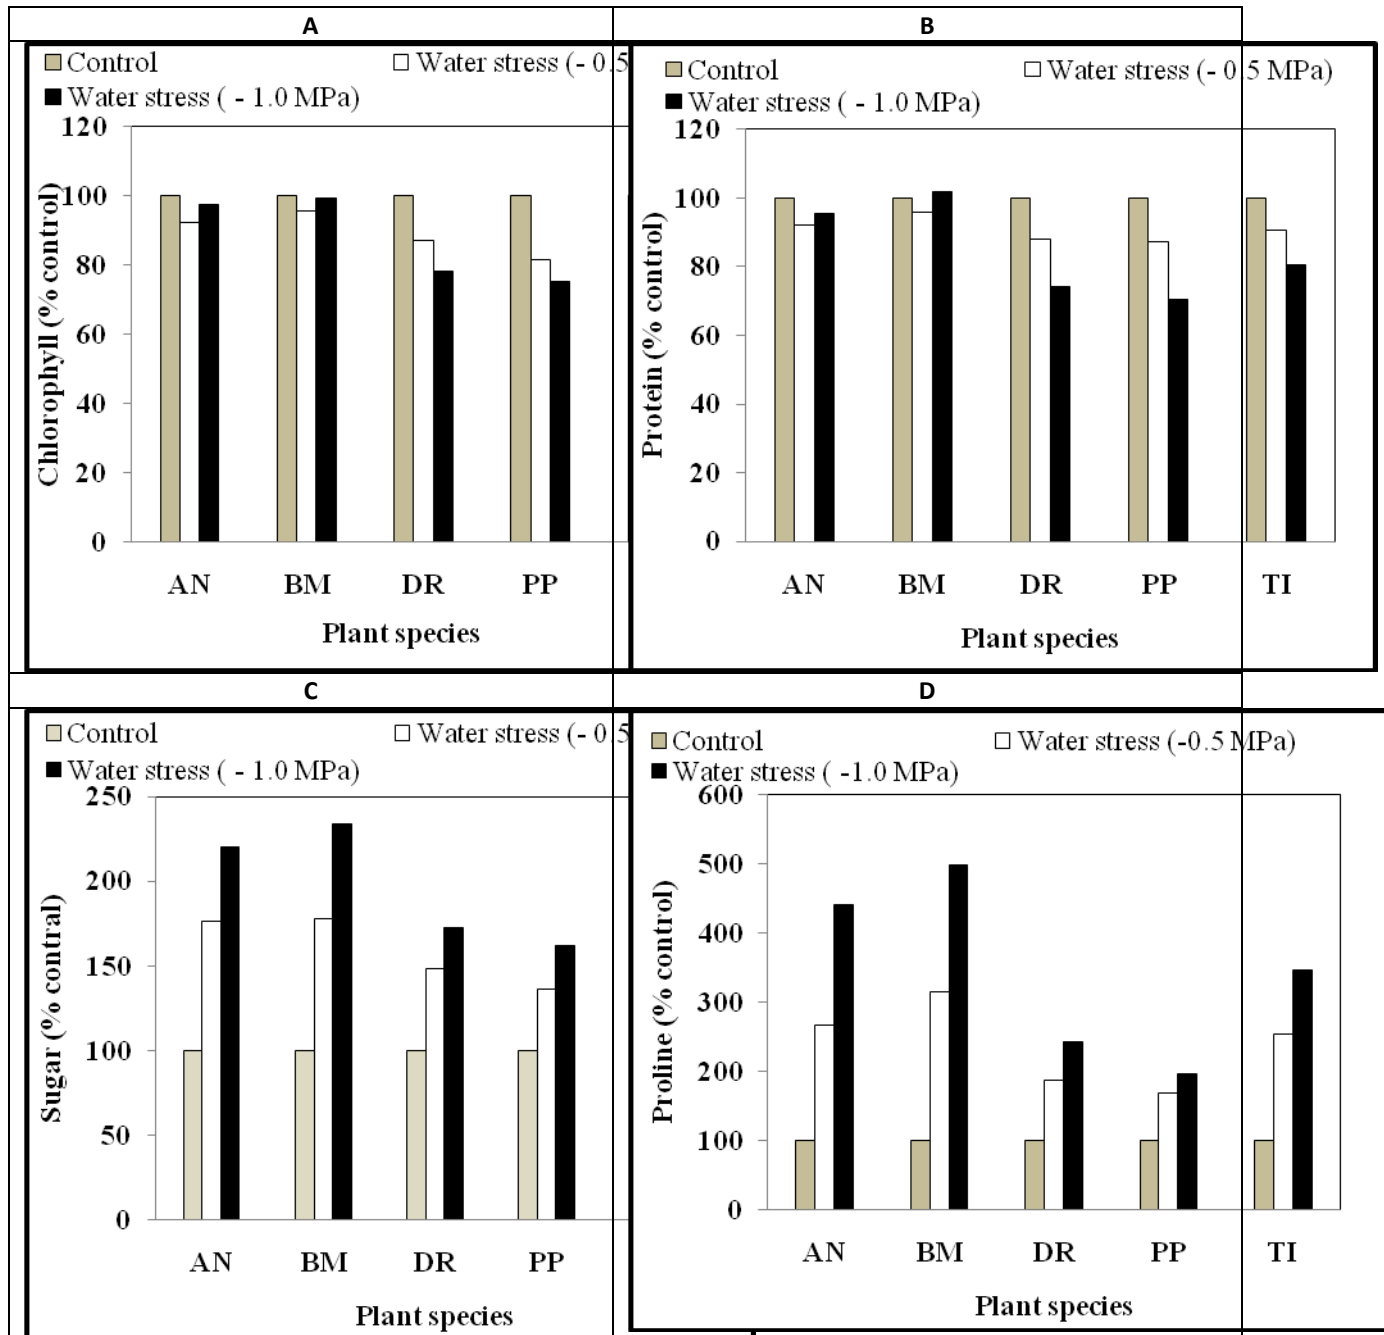 A
B
Control
Water stress (- 0.5
Water stress ( - 1.0 MPa)
120
100
80
60
40
20
0
Chlorophyll (% control)
AN BM DR PP
Plant species
Control
Water stress (- 0.5 MPa)
Water stress ( - 1.0 MPa)
120
100
80
60
40
20
0
Protein (% control)
AN BM DR PP TI
Plant species
C
D
Control
Water stress (- 0.5
Water stress ( - 1.0 MPa)
250
200
150
100
50
0
Sugar (% contral)
AN BM DR PP
Plant species
Control
Water stress (-0.5 MPa)
Water stress ( -1.0 MPa)
600
500
400
300
200
100
0
Proline (% control)
AN BM DR PP TI
Plant species